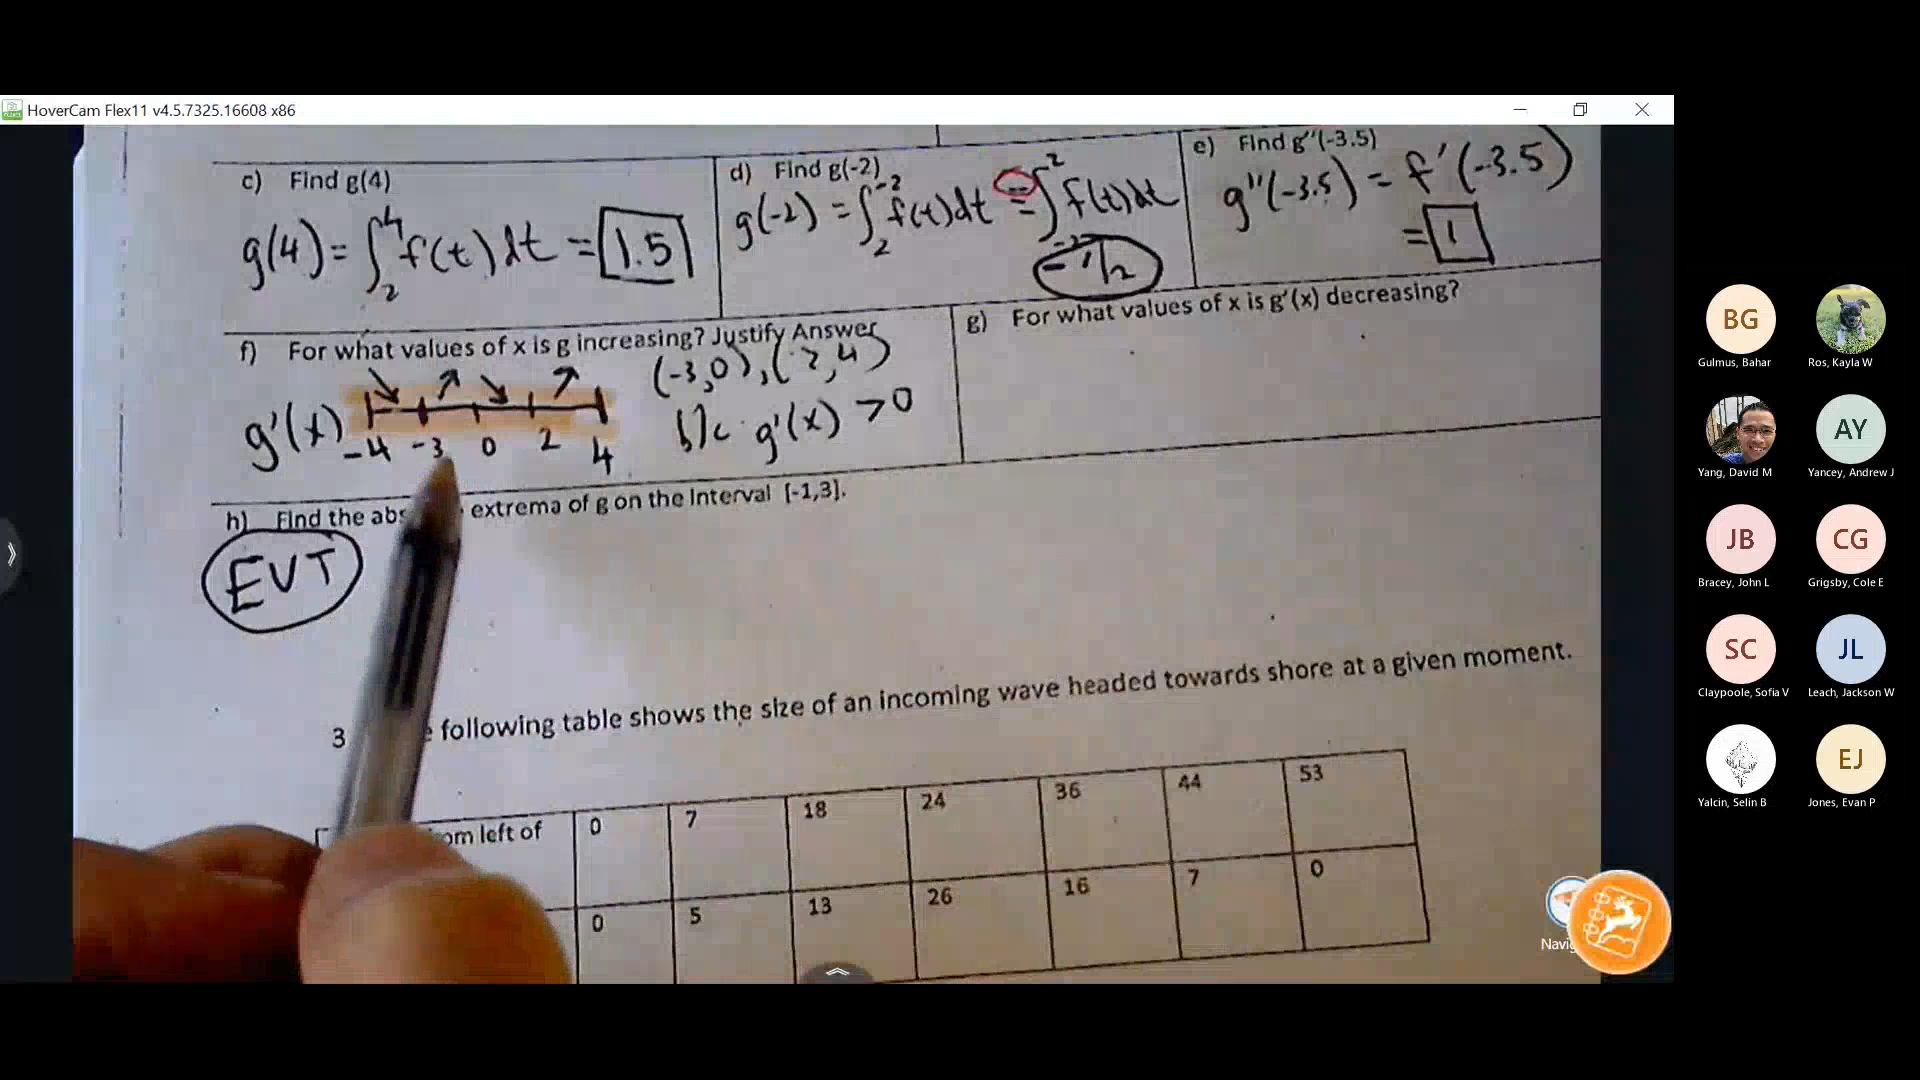 HoverCam Flex11 v4.5.7325.16608 x86
c) Find g(4)
g(4) = ∫₂⁴ f(t) dt = 1.5
d) Find g(-2)
g(-2) = ∫₂⁻² f(t)dt = -∫₋₂² f(t)dt
-1/2
e) Find g''(-3.5)
g''(-3.5) = f'(-3.5)
= 1
f) For what values of x is g increasing? Justify Answer
(-3,0), (2,4)
b/c g'(x) > 0
g'(x)
-4 -3 0 2 4
g) For what values of x is g'(x) decreasing?
h) Find the abs extrema of g on the interval [-1,3].
EVT
3
following table shows the size of an incoming wave headed towards shore at a given moment.
om left of 0 7 18 24 36 44 53
0 5 13 26 16 7 0
Navig
BG
Gulmus, Bahar
Ros, Kayla W
Yang, David M
AY
Yancey, Andrew J
JB
Bracey, John L
CG
Grigsby, Cole E
SC
Claypoole, Sofia V
JL
Leach, Jackson W
Yalcin, Selin B
EJ
Jones, Evan P